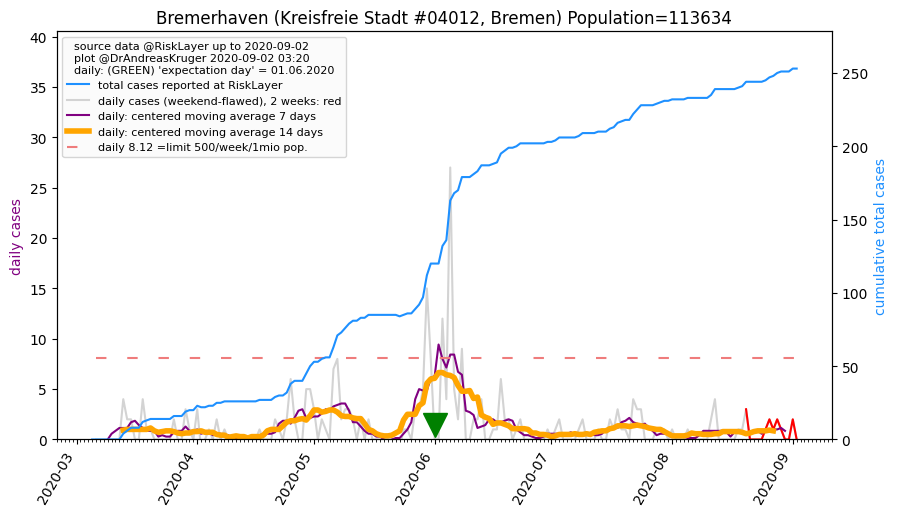 Bremerhaven (Kreisfreie Stadt #04012, Bremen) Population=113634
source data @RiskLayer up to 2020-09-02
plot @DrAndreasKruger 2020-09-02 03:20
daily: (GREEN) 'expectation day' = 01.06.2020
total cases reported at RiskLayer
daily cases (weekend-flawed), 2 weeks: red
daily: centered moving average 7 days
daily: centered moving average 14 days
daily 8.12 =limit 500/week/1mio pop.
daily cases
40
35
30
25
20
15
10
5
0
cumulative total cases
250
200
150
100
50
0
2020-03
2020-04
2020-05
2020-06
2020-07
2020-08
2020-09